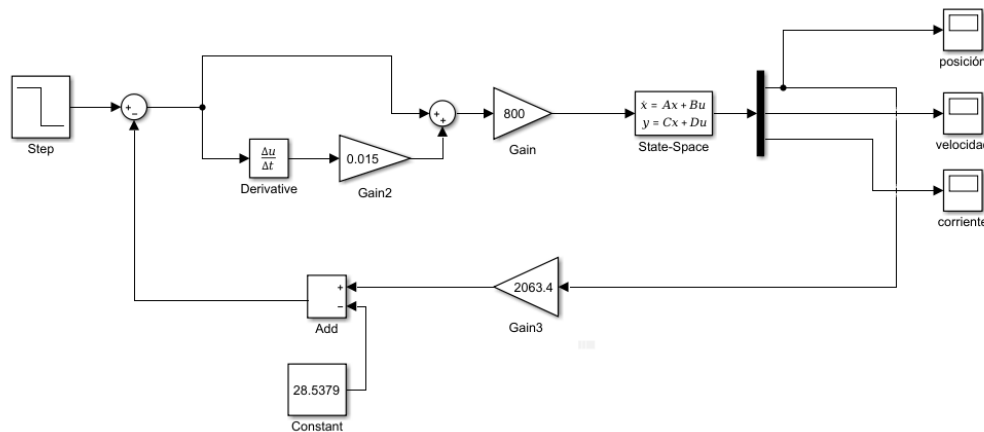 posición
Step
+
−
Δu
Δt
Derivative
0.015
Gain2
+
+
800
Gain
ẋ = Ax + Bu
y = Cx + Du
State-Space
velocidad
corriente
+
−
Add
2063.4
Gain3
28.5379
Constant